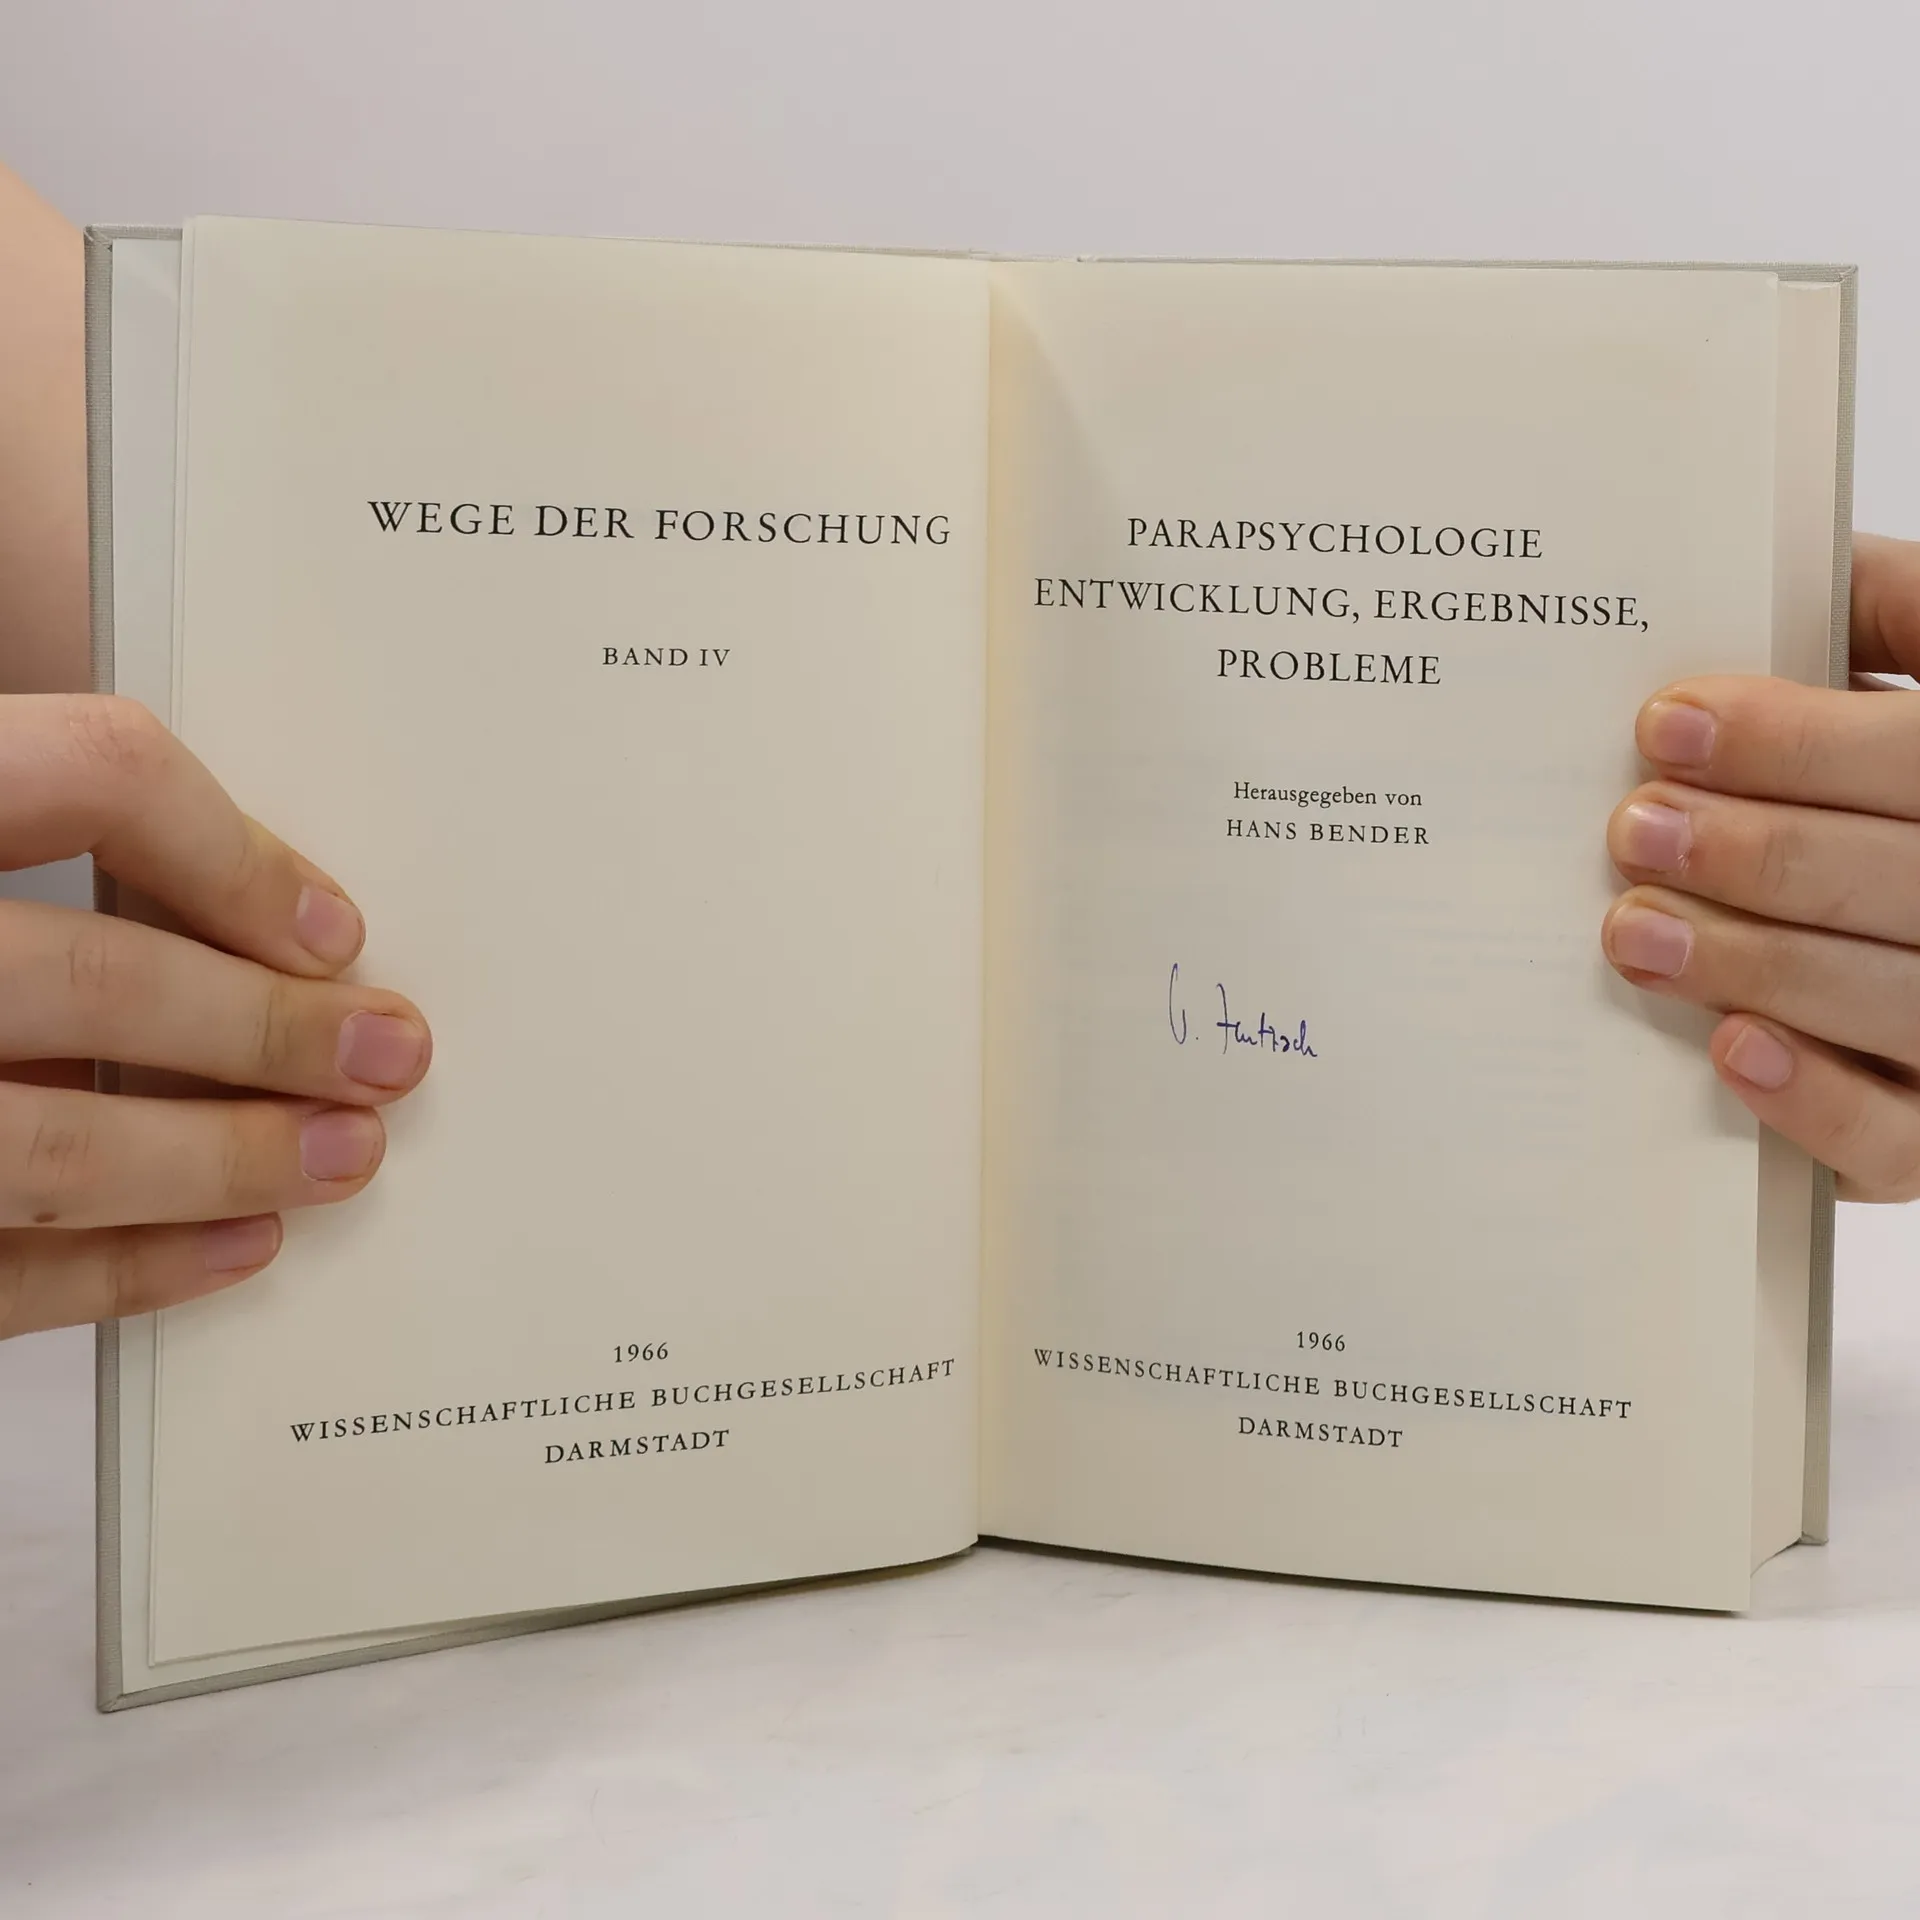 WEGE DER FORSCHUNG
BAND IV
1966
WISSENSCHAFTLICHE BUCHGESELLSCHAFT
DARMSTADT
PARAPSYCHOLOGIE
ENTWICKLUNG, ERGEBNISSE,
PROBLEME
Herausgegeben von
HANS BENDER
1966
WISSENSCHAFTLICHE BUCHGESELLSCHAFT
DARMSTADT